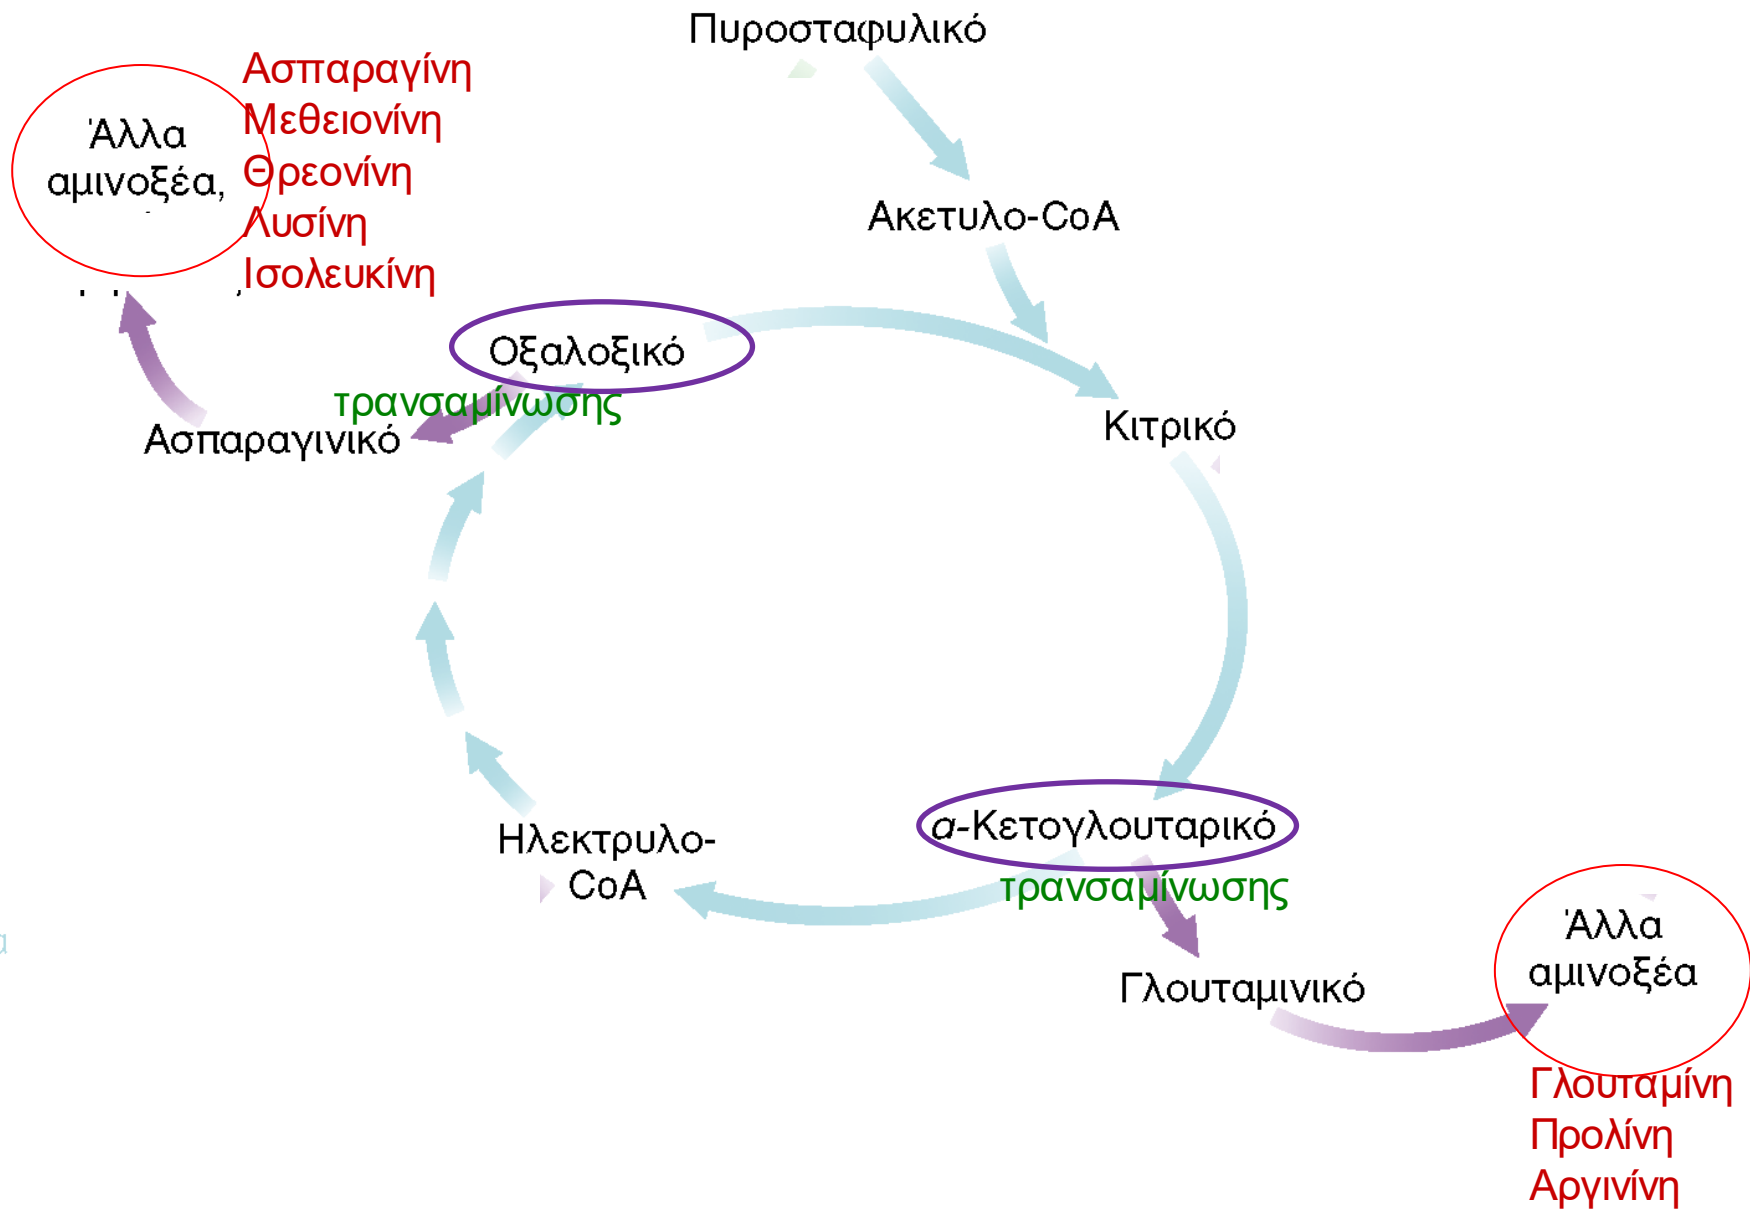 Πυροσταφυλικό
Ασπαραγίνη
Μεθειονίνη
Θρεονίνη
Λυσίνη
Ισολευκίνη
Άλλα
αμινοξέα,
Ακετυλο-CoA
Οξαλοξικό
τρανσαμίνωσης
Ασπαραγινικό
Κιτρικό
α-Κετογλουταρικό
τρανσαμίνωσης
Ηλεκτρυλο-
CoA
Γλουταμινικό
Άλλα
αμινοξέα
Γλουταμίνη
Προλίνη
Αργινίνη